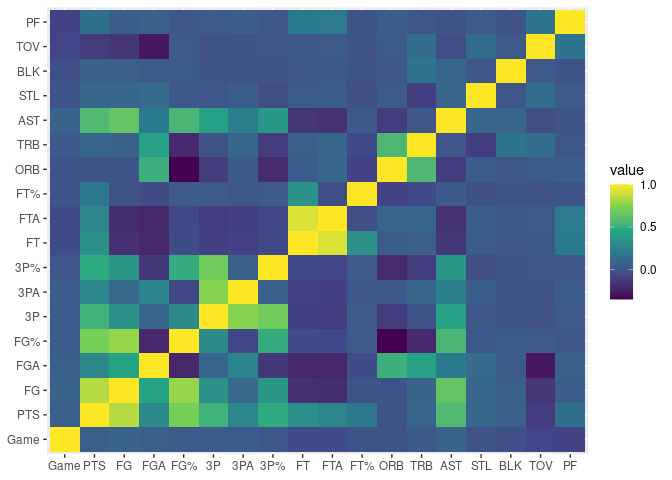 PF
TOV
BLK
STL
AST
TRB
ORB
FT%
FTA
FT
3P%
3PA
3P
FG%
FGA
FG
PTS
Game
Game PTS FG FGA FG% 3P 3PA 3P% FT FTA FT% ORB TRB AST STL BLK TOV PF
value
1.0
0.5
0.0